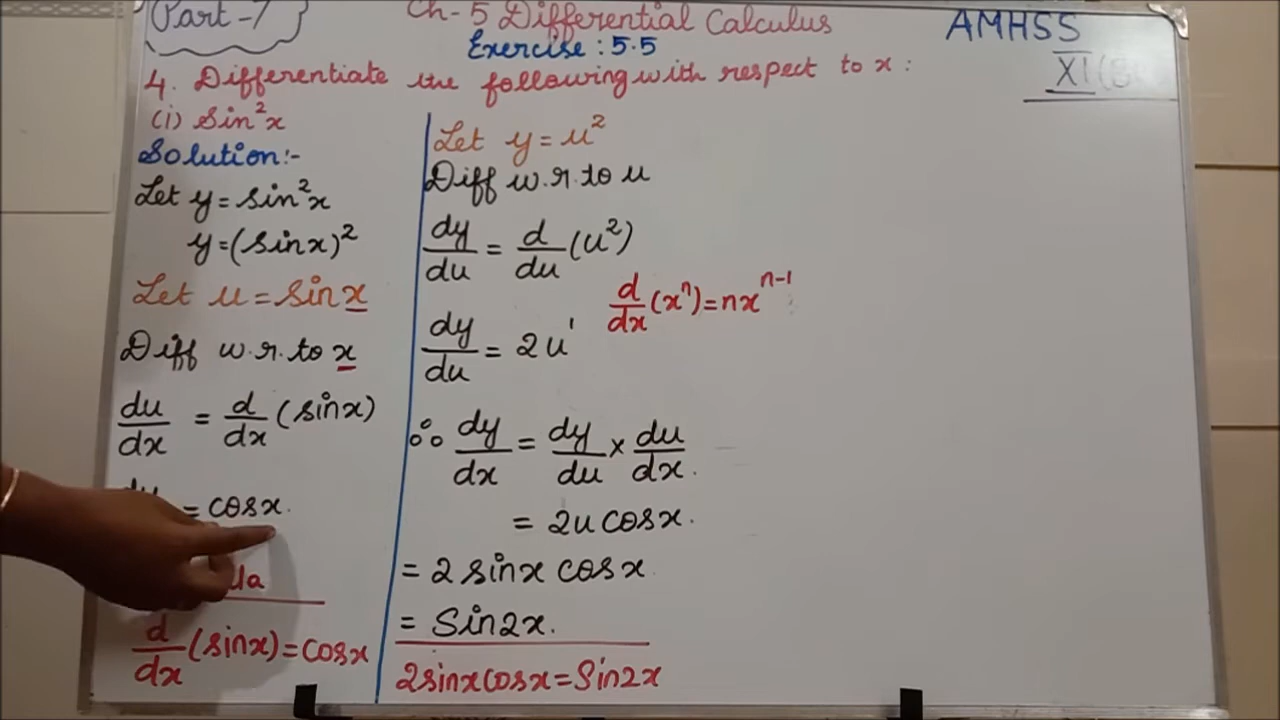 Part-7
Ch-5 Differential Calculus
AMHSS
Exercise: 5.5
XI
4. Differentiate the following with respect to x:
(i) Sin²x
Solution:-
Let y = sin²x
y = (sinx)²
Let u = sin x
Diff w.r.to x
du/dx = d/dx (sinx)
= cosx.
d/dx (sinx) = cosx
Let y = u²
Diff w.r.to u
dy/du = d/du (u²)
d/dx (xⁿ) = nxⁿ⁻¹
dy/du = 2u¹
∴ dy/dx = dy/du × du/dx.
= 2u cosx.
= 2 sinx cosx
= Sin2x.
2sinxcosx = Sin2x